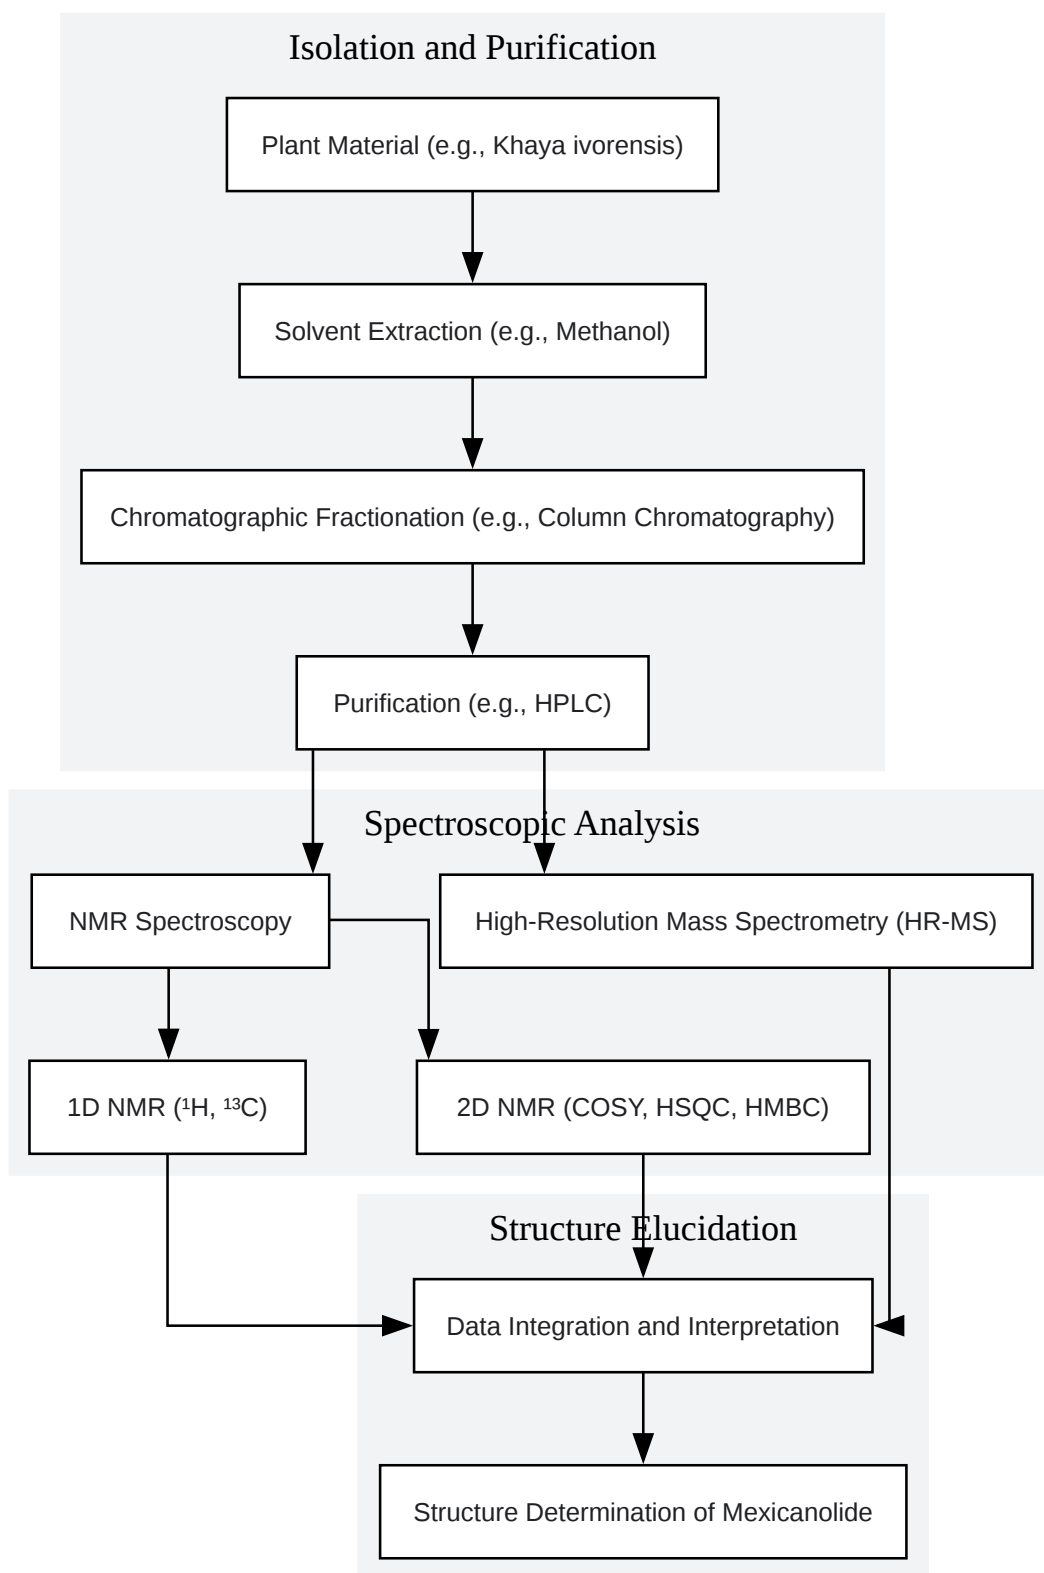 Isolation and Purification
Plant Material (e.g., Khaya ivorensis)
Solvent Extraction (e.g., Methanol)
Chromatographic Fractionation (e.g., Column Chromatography)
Purification (e.g., HPLC)
Spectroscopic Analysis
NMR Spectroscopy
High-Resolution Mass Spectrometry (HR-MS)
1D NMR (¹H, ¹³C)
2D NMR (COSY, HSQC, HMBC)
Structure Elucidation
Data Integration and Interpretation
Structure Determination of Mexicanolide